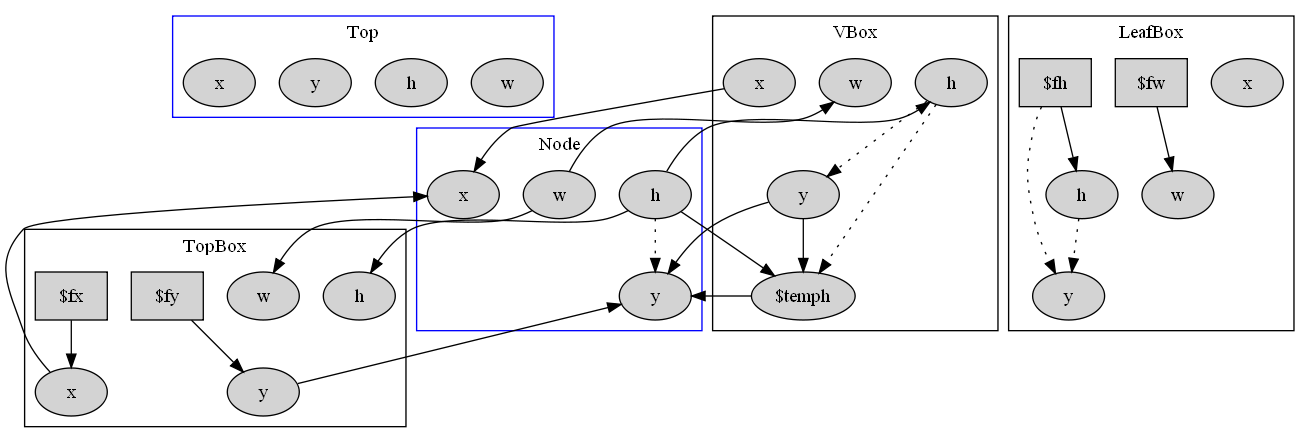 Top
x
y
h
w
Node
x
w
h
y
TopBox
$fx
$fy
w
h
x
y
VBox
x
w
h
y
$temph
LeafBox
$fh
$fw
x
h
w
y